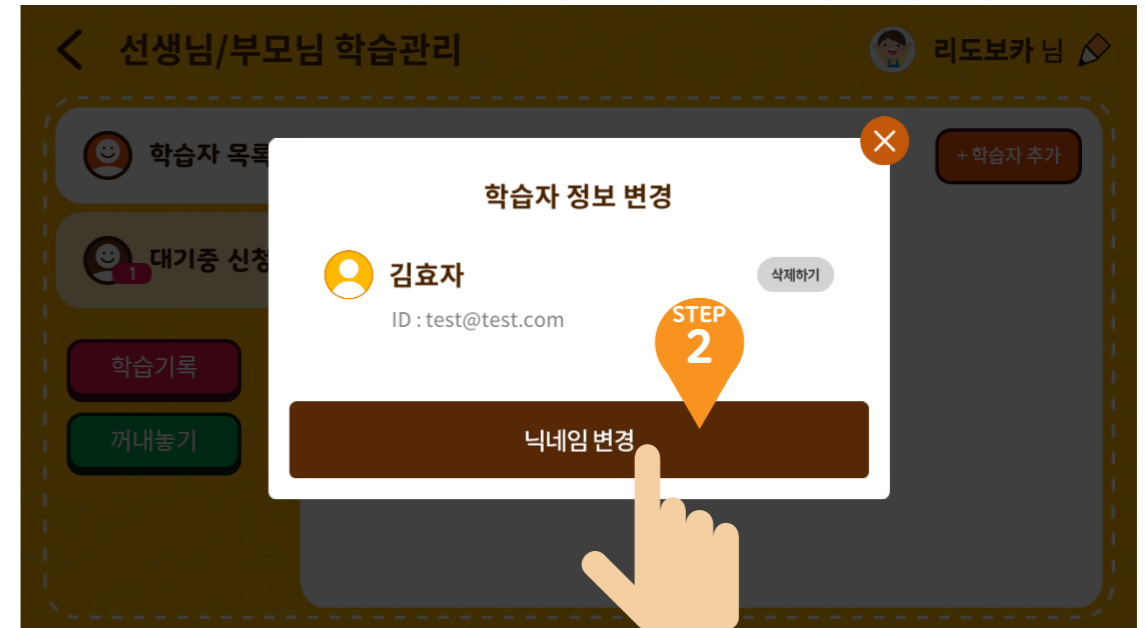 선생님/부모님 학습관리
리도보카 님
학습자 목록
+ 학습자 추가
대기중 신청
1
학습기록
꺼내놓기
학습자 정보 변경
김효자
삭제하기
ID : test@test.com
STEP
2
닉네임 변경